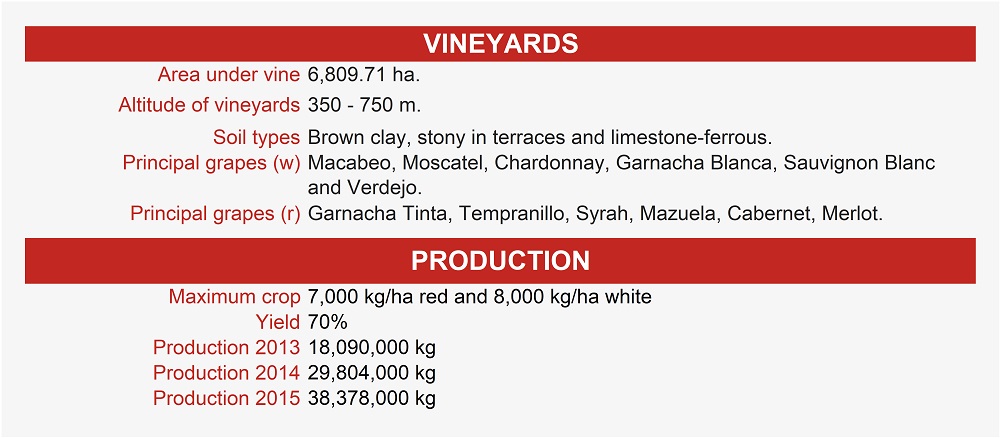 VINEYARDS
Area under vine 6,809.71 ha.
Altitude of vineyards 350 - 750 m.
Soil types Brown clay, stony in terraces and limestone-ferrous.
Principal grapes (w) Macabeo, Moscatel, Chardonnay, Garnacha Blanca, Sauvignon Blanc
and Verdejo.
Principal grapes (r) Garnacha Tinta, Tempranillo, Syrah, Mazuela, Cabernet, Merlot.
PRODUCTION
Maximum crop 7,000 kg/ha red and 8,000 kg/ha white
Yield 70%
Production 2013 18,090,000 kg
Production 2014 29,804,000 kg
Production 2015 38,378,000 kg